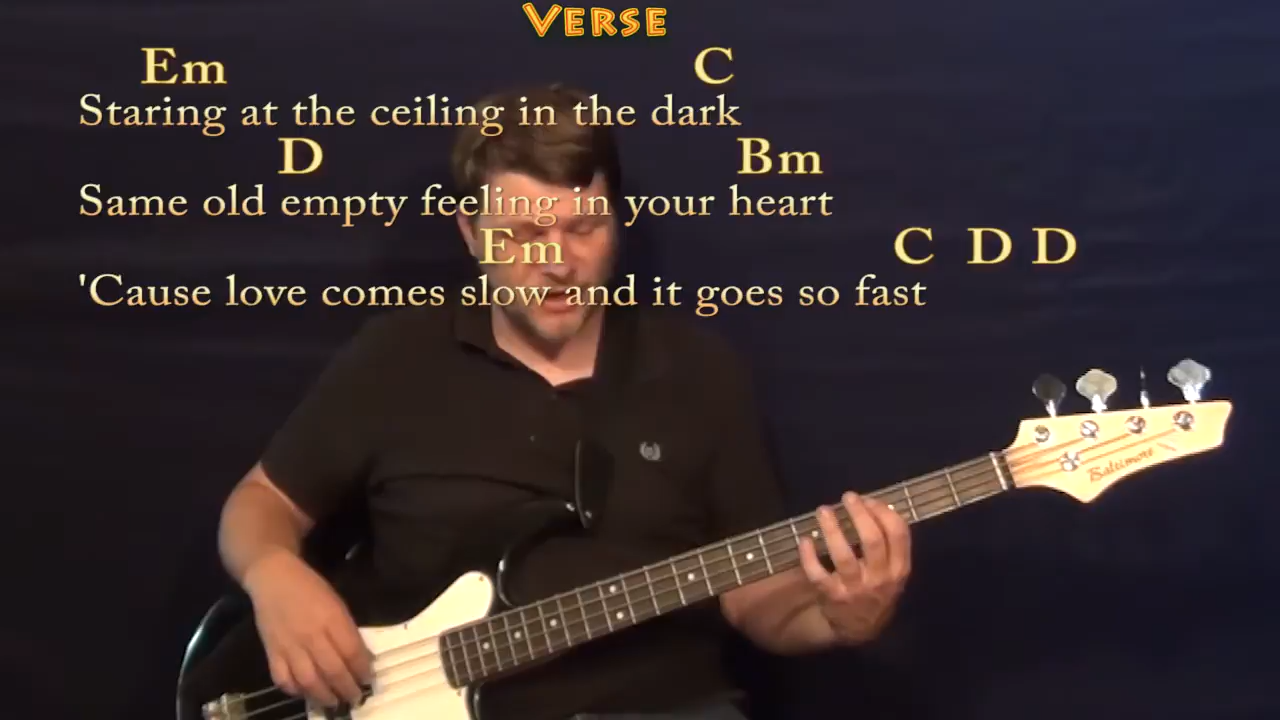 VERSE
Em C
Staring at the ceiling in the dark
D Bm
Same old empty feeling in your heart
Em C D D
'Cause love comes slow and it goes so fast
Baltimore